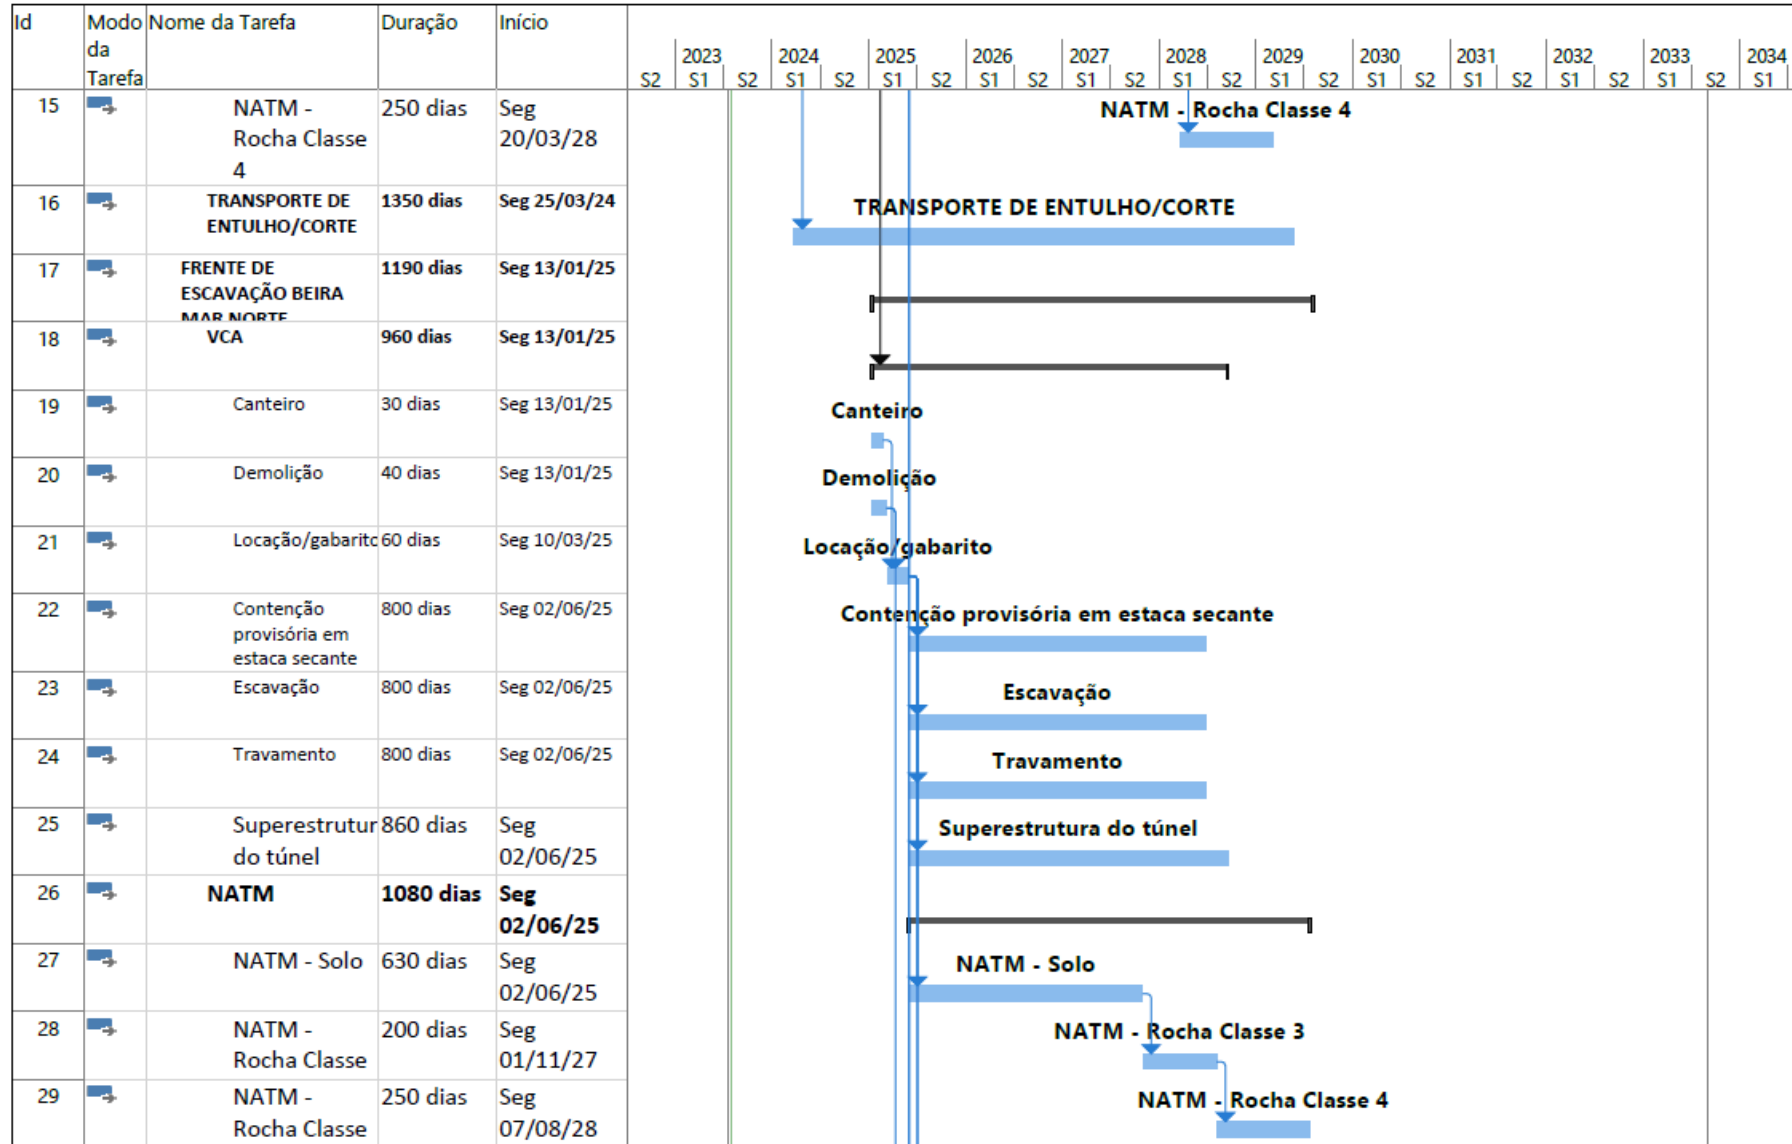 Id
Modo da Tarefa
Nome da Tarefa
Duração
Início
2023 2024 2025 2026 2027 2028 2029 2030 2031 2032 2033 2034
S2 S1 S2 S1 S2 S1 S2 S1 S2 S1 S2 S1 S2 S1 S2 S1 S2 S1 S2 S1 S2 S1 S2 S1
15 NATM - 250 dias Seg
Rocha Classe 20/03/28
4
NATM - Rocha Classe 4
16 TRANSPORTE DE 1350 dias Seg 25/03/24
ENTULHO/CORTE
TRANSPORTE DE ENTULHO/CORTE
17 FRENTE DE 1190 dias Seg 13/01/25
ESCAVAÇÃO BEIRA
MAR NORTE
18 VCA 960 dias Seg 13/01/25
19 Canteiro 30 dias Seg 13/01/25
Canteiro
20 Demolição 40 dias Seg 13/01/25
Demolição
21 Locação/gabarito 60 dias Seg 10/03/25
Locação/gabarito
22 Contenção 800 dias Seg 02/06/25
provisória em
estaca secante
Contenção provisória em estaca secante
23 Escavação 800 dias Seg 02/06/25
Escavação
24 Travamento 800 dias Seg 02/06/25
Travamento
25 Superestrutur 860 dias Seg
do túnel 02/06/25
Superestrutura do túnel
26 NATM 1080 dias Seg
02/06/25
27 NATM - Solo 630 dias Seg
02/06/25
NATM - Solo
28 NATM - 200 dias Seg
Rocha Classe 01/11/27
NATM - Rocha Classe 3
29 NATM - 250 dias Seg
Rocha Classe 07/08/28
NATM - Rocha Classe 4